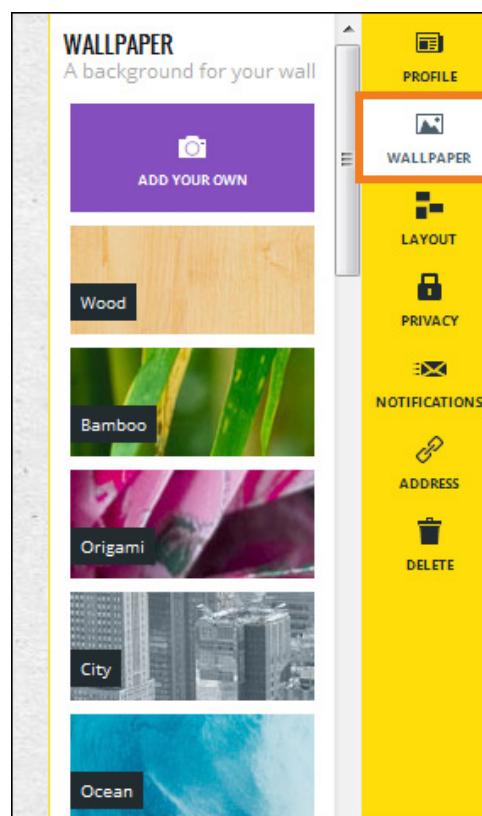 WALLPAPER
A background for your wall
ADD YOUR OWN
Wood
Bamboo
Origami
City
Ocean
PROFILE
WALLPAPER
LAYOUT
PRIVACY
NOTIFICATIONS
ADDRESS
DELETE